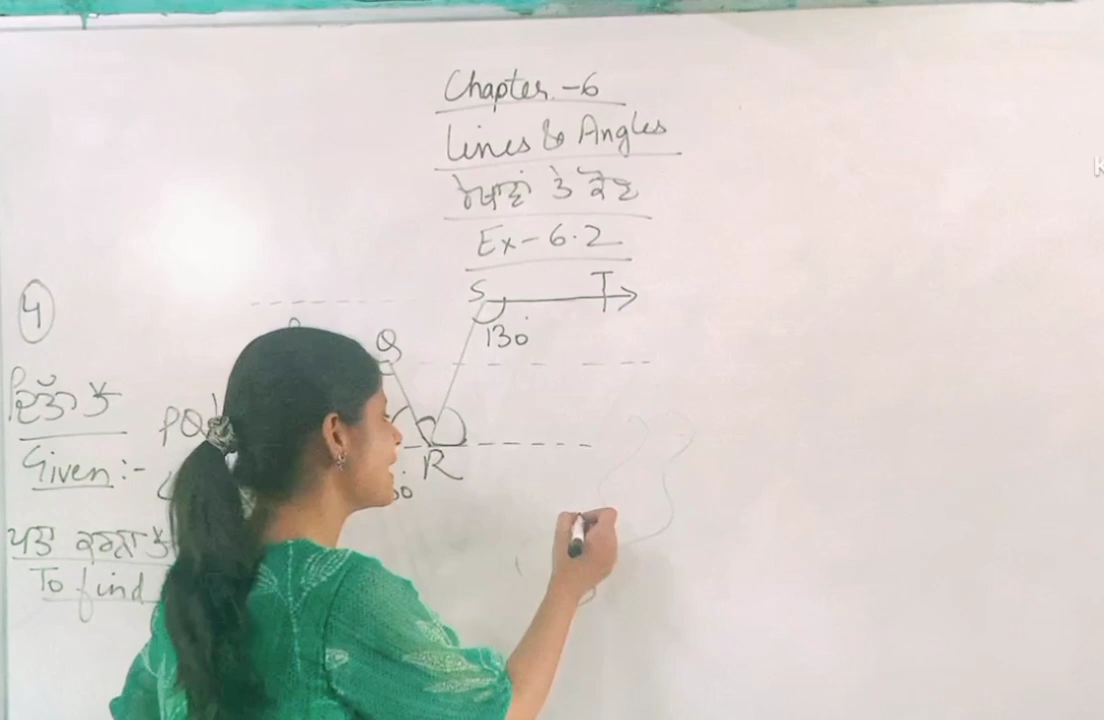 Chapter-6
Lines & Angles
ਰੇਖਾਵਾਂ ਤੇ ਕੋਣ
Ex-6.2
4
S T
130°
Q
ਦਿੱਤਾ ਹੈ
PQ
Given:-
R
ਪਤਾ ਕਰਨਾ ਹੈ
To find